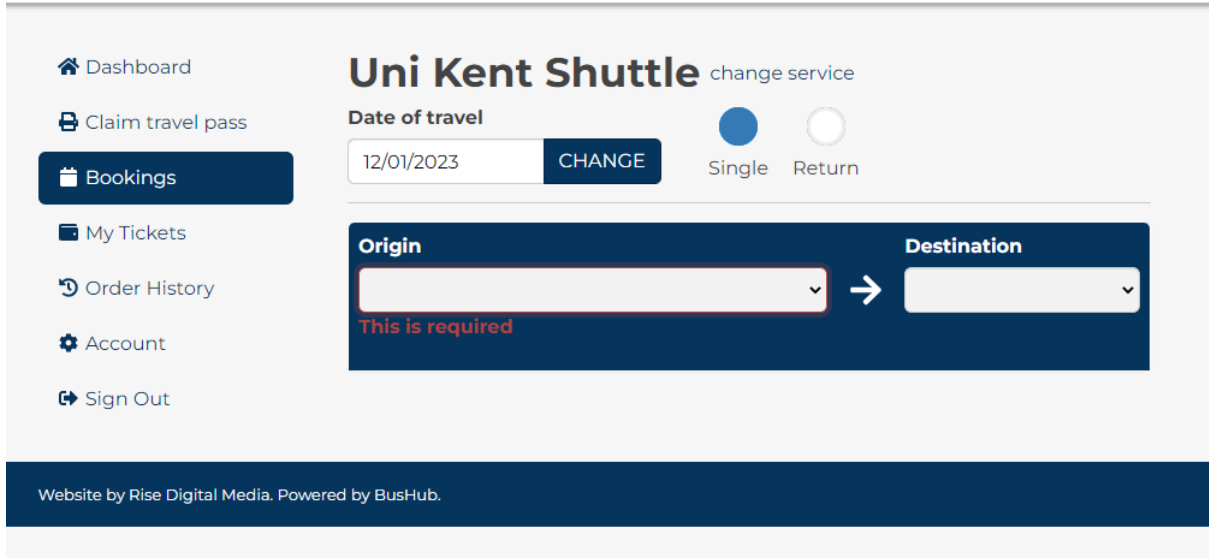 Dashboard
Claim travel pass
Bookings
My Tickets
Order History
Account
Sign Out
Uni Kent Shuttle change service
Date of travel
12/01/2023 CHANGE
Single Return
Origin Destination
This is required
Website by Rise Digital Media. Powered by BusHub.